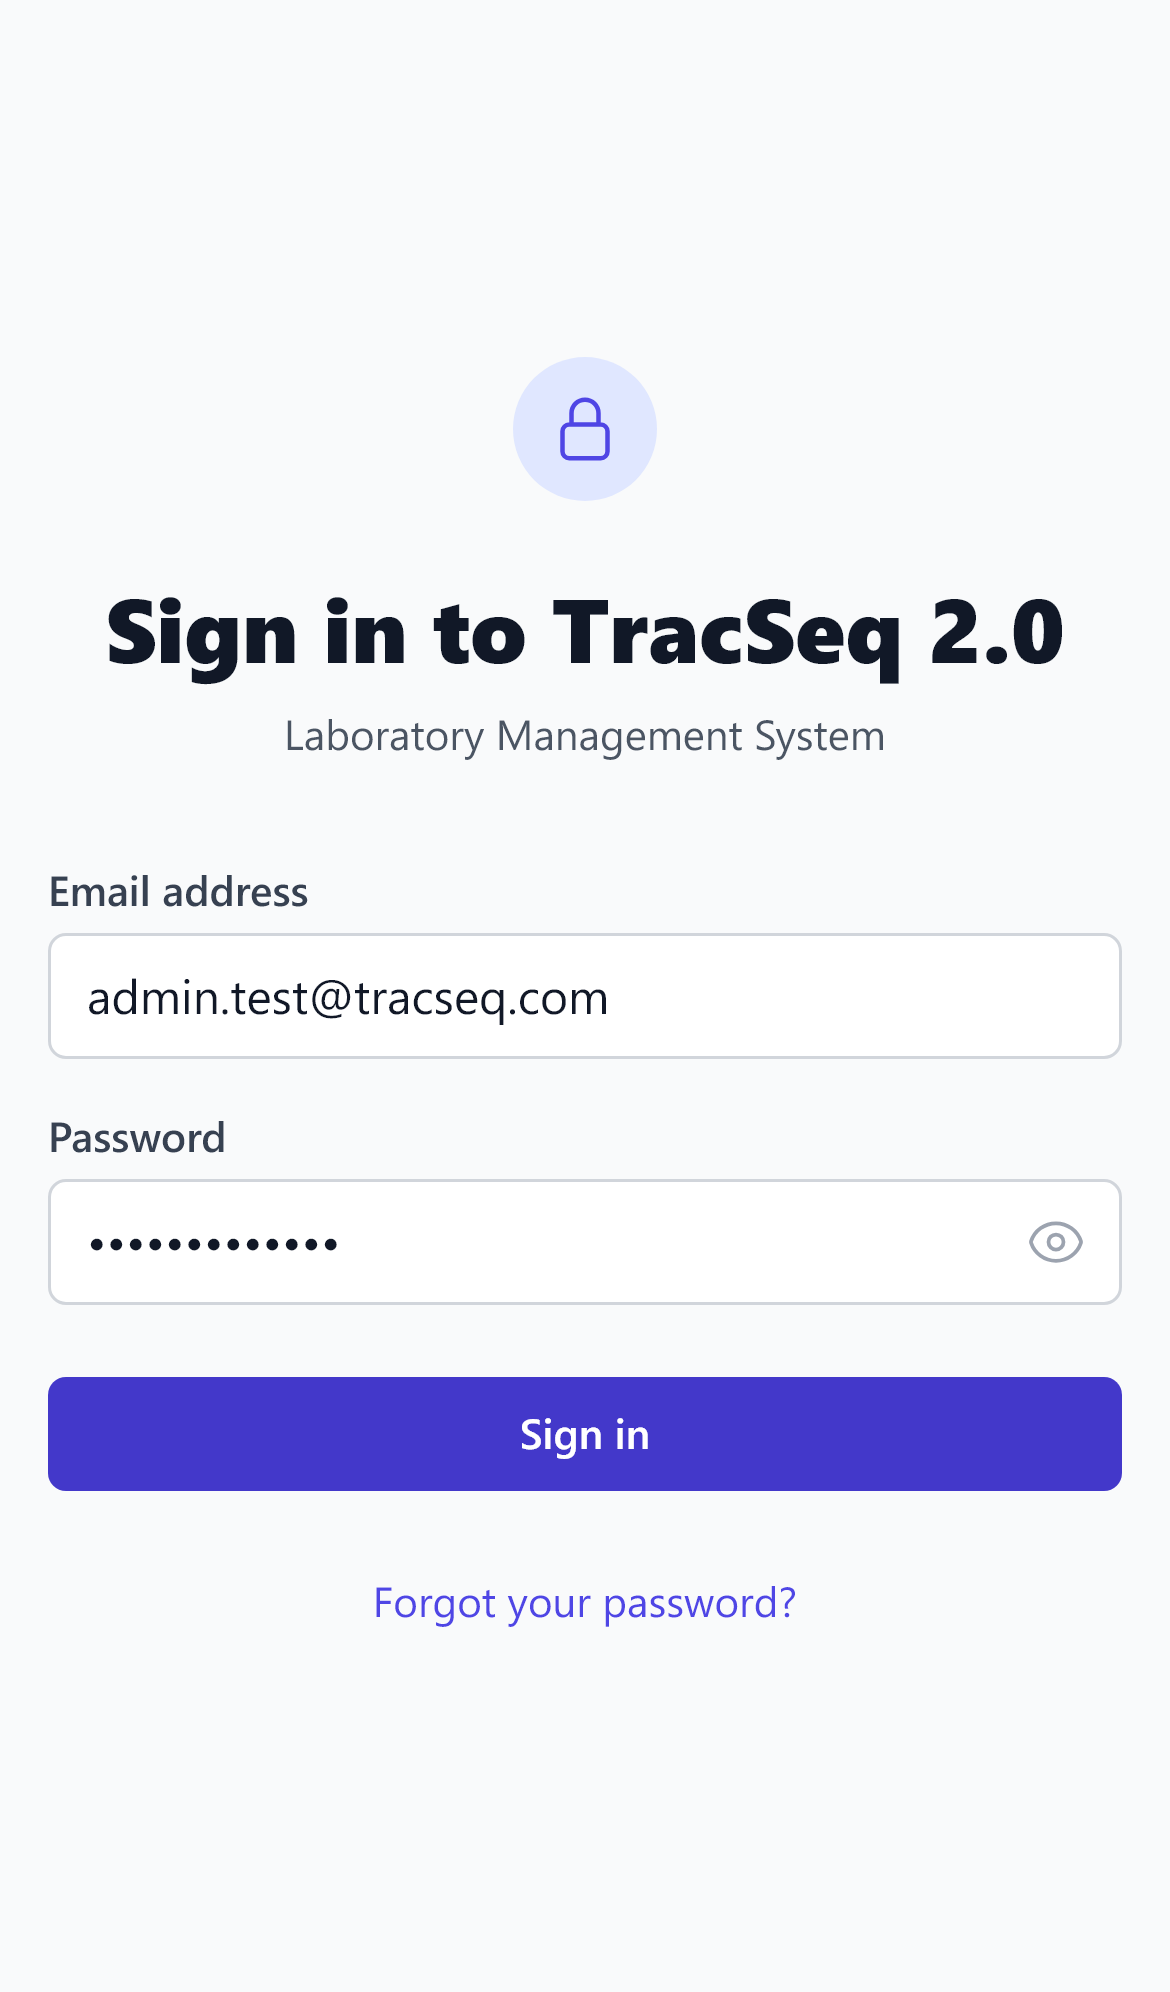 Sign in to TracSeq 2.0
Laboratory Management System
Email address
admin.test@tracseq.com
Password
•••••••••••••
Sign in
Forgot your password?